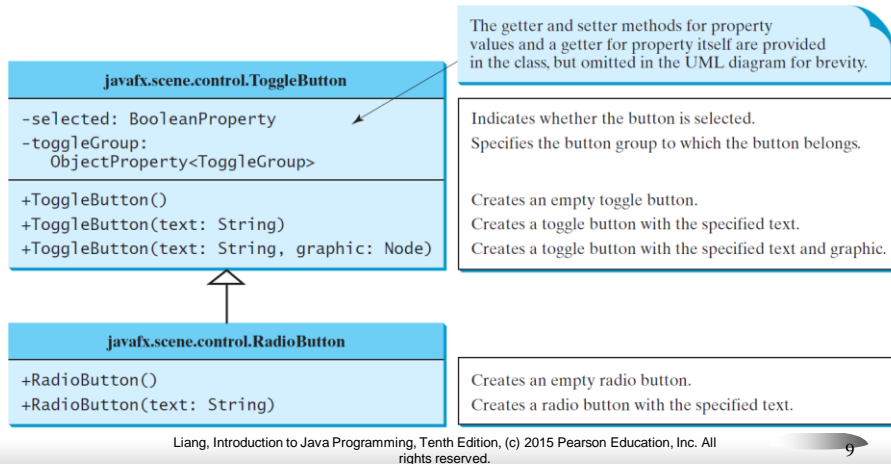 The getter and setter methods for property
values and a getter for property itself are provided
in the class, but omitted in the UML diagram for brevity.
javafx.scene.control.ToggleButton
-selected: BooleanProperty
-toggleGroup:
ObjectProperty<ToggleGroup>
Indicates whether the button is selected.
Specifies the button group to which the button belongs.
+ToggleButton()
+ToggleButton(text: String)
+ToggleButton(text: String, graphic: Node)
Creates an empty toggle button.
Creates a toggle button with the specified text.
Creates a toggle button with the specified text and graphic.
javafx.scene.control.RadioButton
+RadioButton()
+RadioButton(text: String)
Creates an empty radio button.
Creates a radio button with the specified text.
Liang, Introduction to Java Programming, Tenth Edition, (c) 2015 Pearson Education, Inc. All
rights reserved.
9